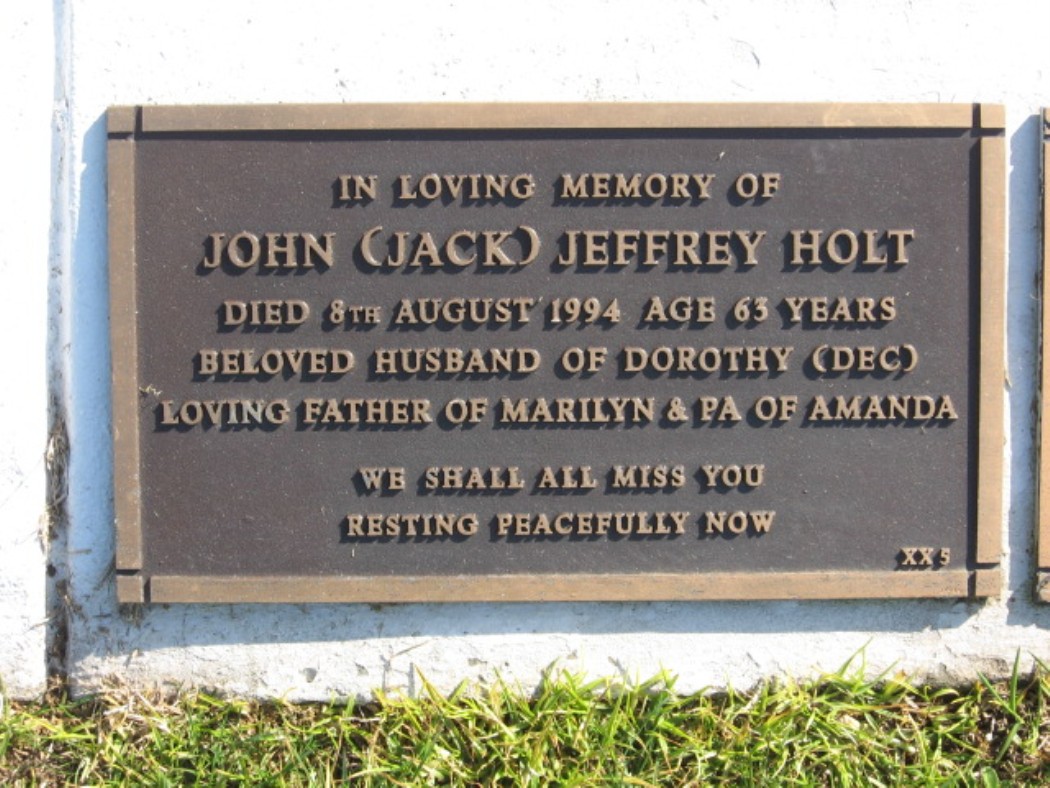 IN LOVING MEMORY OF
JOHN (JACK) JEFFREY HOLT
DIED 8TH AUGUST 1994 AGE 63 YEARS
BELOVED HUSBAND OF DOROTHY (DEC)
LOVING FATHER OF MARILYN & PA OF AMANDA
WE SHALL ALL MISS YOU
RESTING PEACEFULLY NOW
XX5